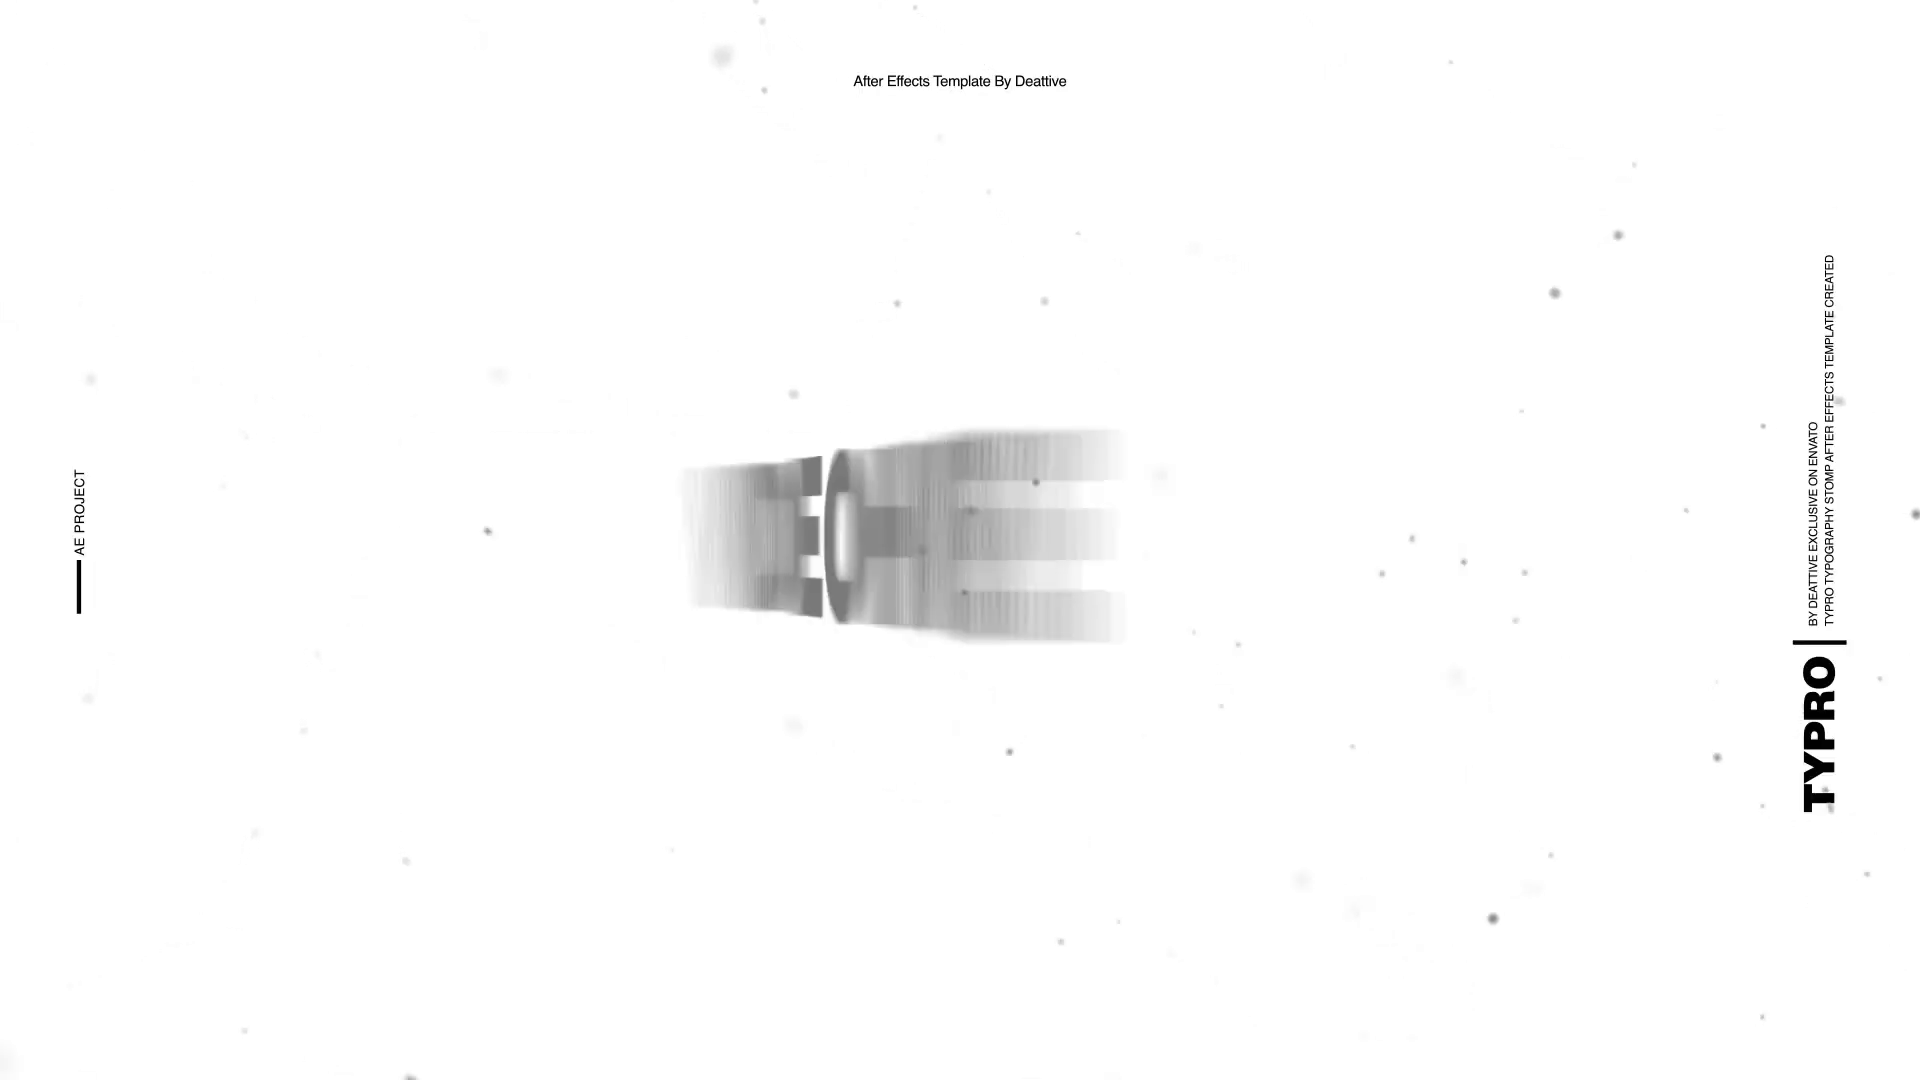 After Effects Template By Deattive
AE PROJECT
TYPRO
TYPRO TYPOGRAPHY STOMP AFTER EFFECTS TEMPLATE CREATED
BY DEATTIVE EXCLUSIVE ON ENVATO